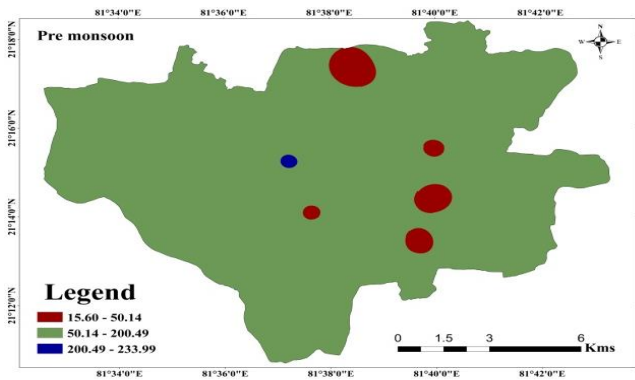 81°34'0"E 81°36'0"E 81°38'0"E 81°40'0"E 81°42'0"E
Pre monsoon
N
W E
S
21°18'0"N
21°16'0"N
21°14'0"N
21°12'0"N
Legend
15.60 - 50.14
50.14 - 200.49
200.49 - 233.99
0 1.5 3 6
Kms
81°34'0"E 81°36'0"E 81°38'0"E 81°40'0"E 81°42'0"E